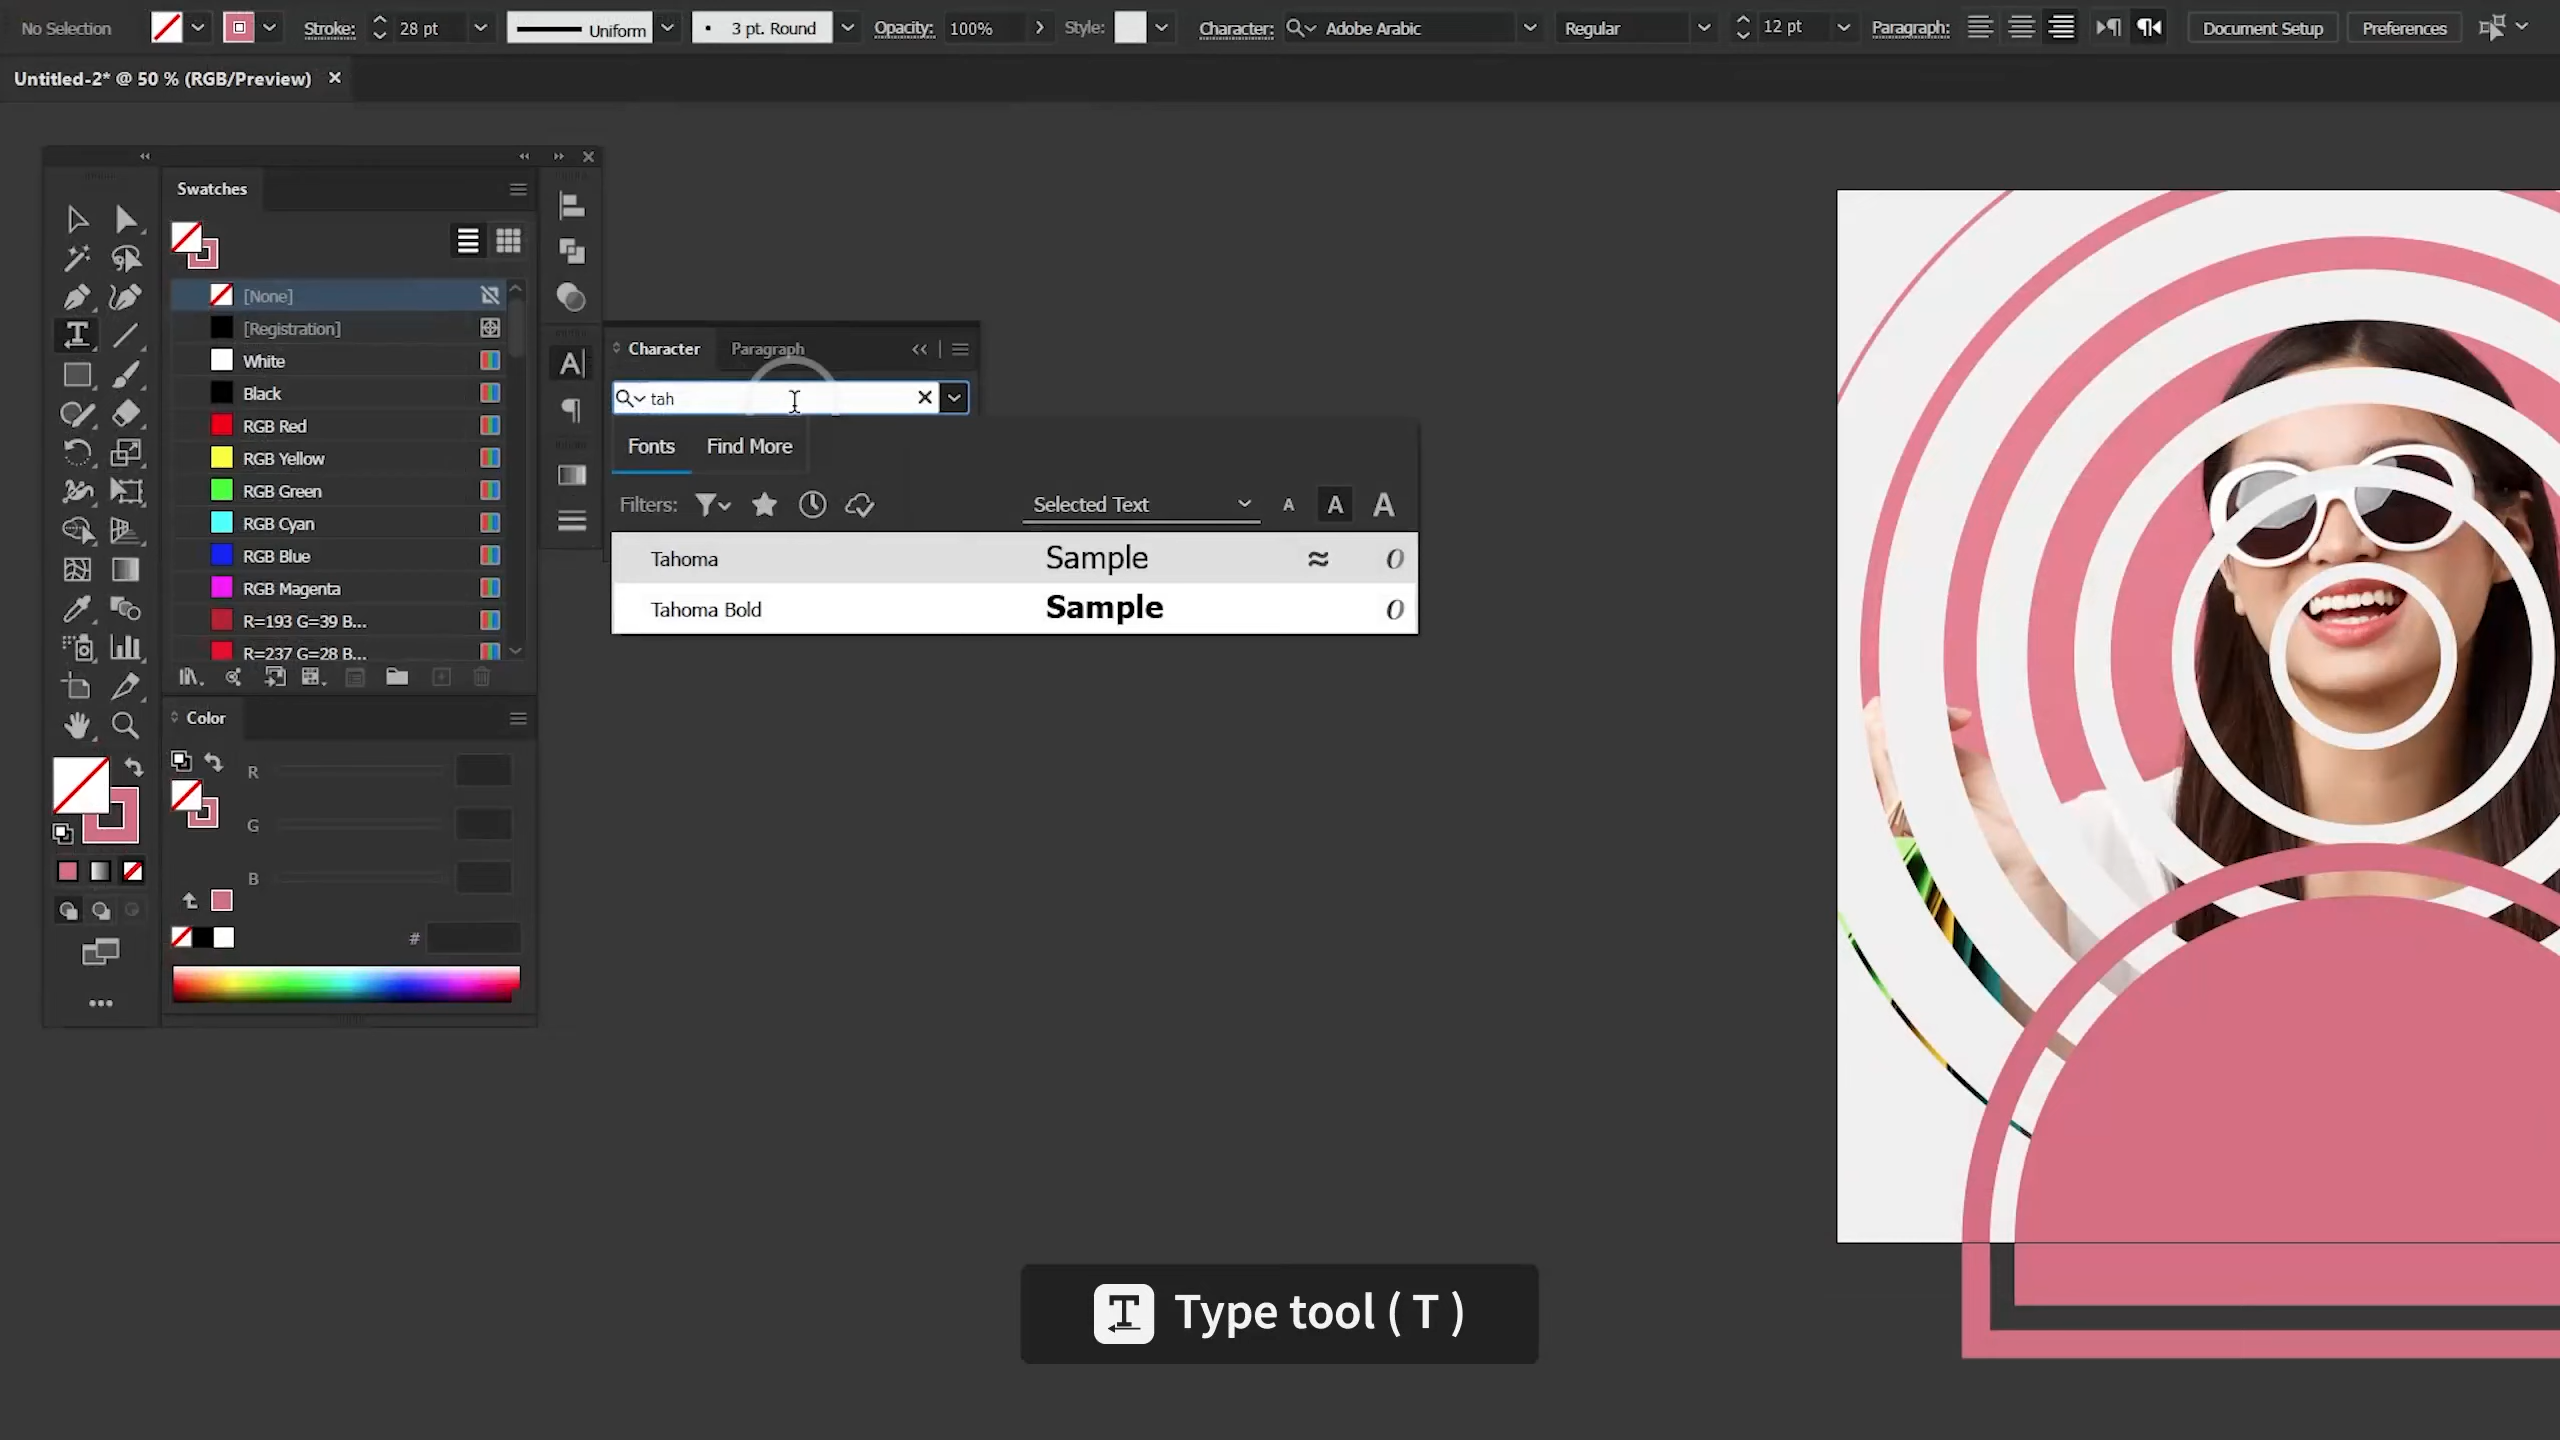 No Selection Stroke: 28 pt Uniform 3 pt. Round Opacity: 100% Style: Character: Adobe Arabic Regular 12 pt Paragraph: Document Setup Preferences
Untitled-2* @ 50 % (RGB/Preview)
Swatches
[None]
[Registration]
White
Black
RGB Red
RGB Yellow
RGB Green
RGB Cyan
RGB Blue
RGB Magenta
R=193 G=39 B...
R=237 G=28 B...
Color
R
G
B
#
Character Paragraph
tah
Fonts Find More
Filters: Selected Text A A A
Tahoma Sample
Tahoma Bold Sample
Type tool ( T )